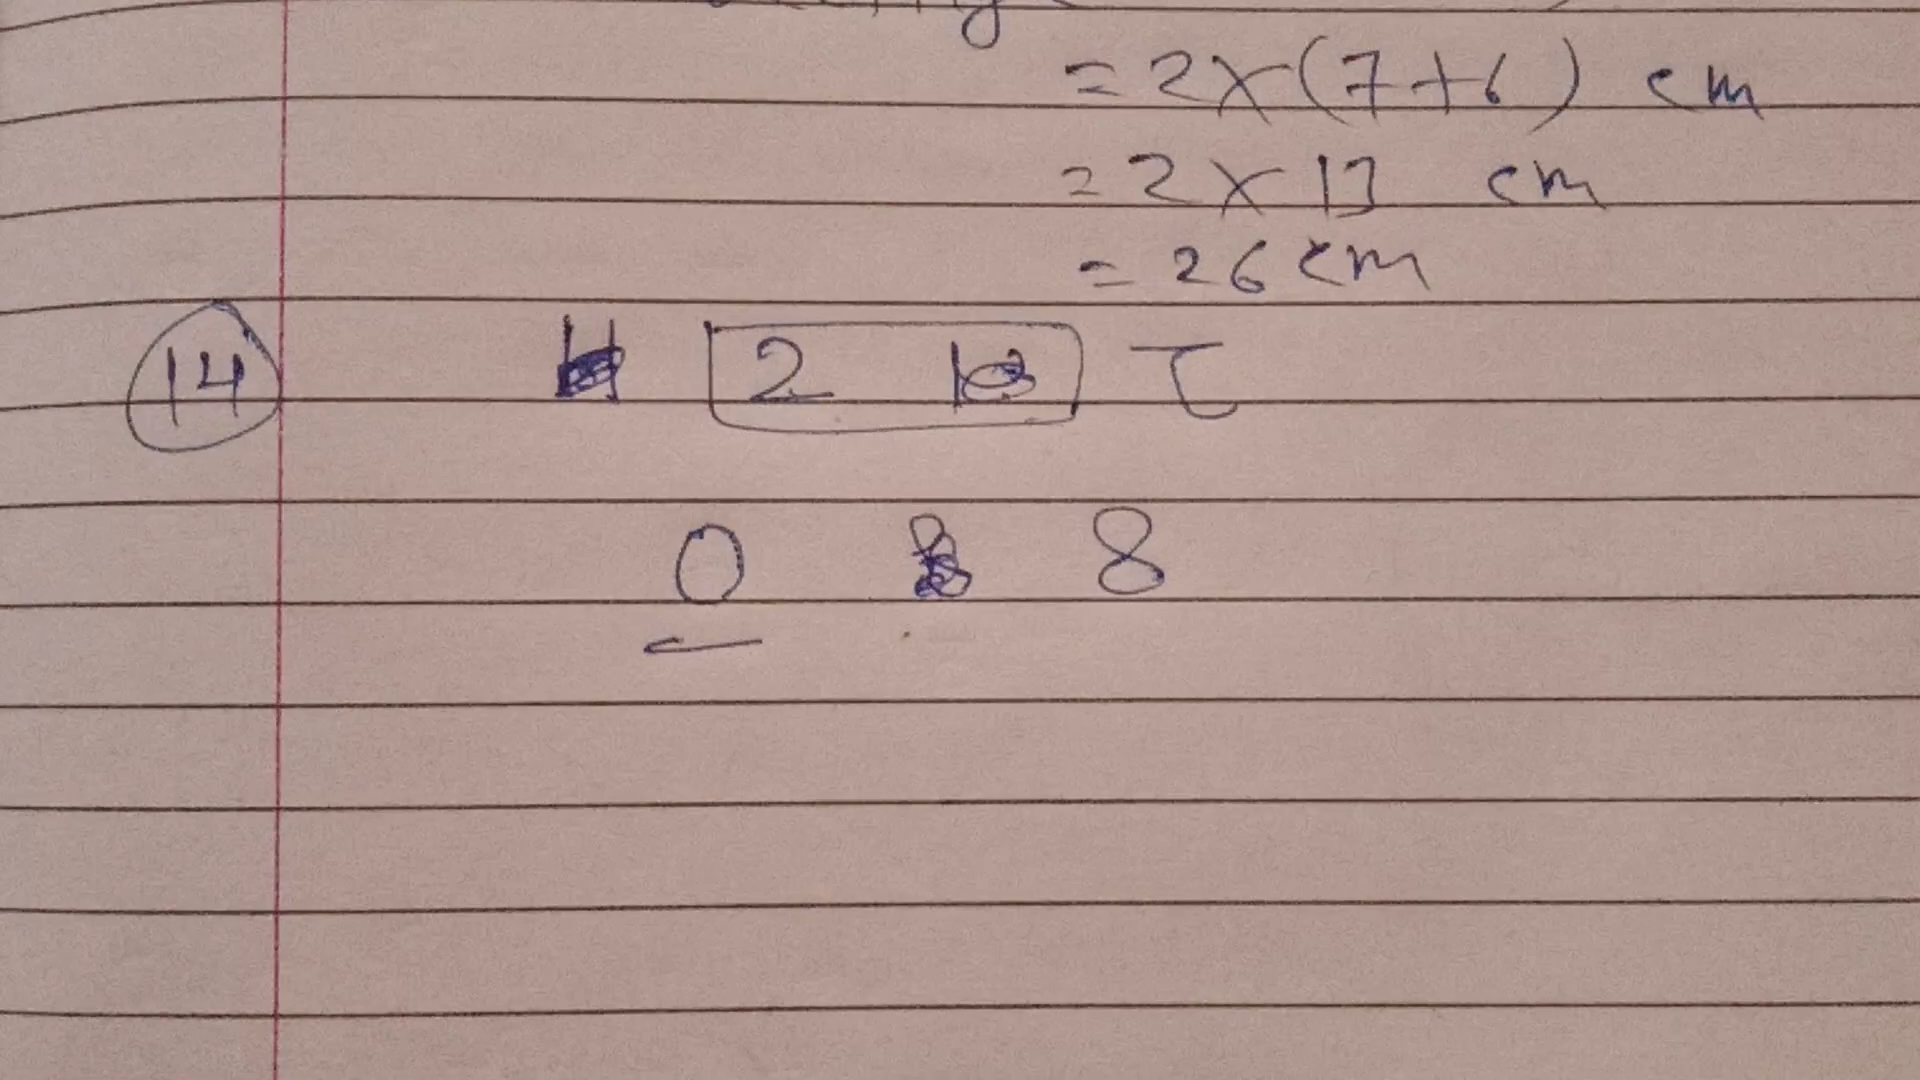 = 2 × (7+6) cm
= 2 × 13 cm
= 26 cm
14 2 T
0 8